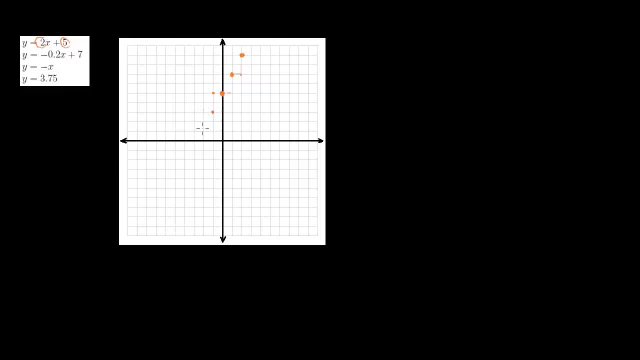 y = 2x + 5
y = −0.2x + 7
y = −x
y = 3.75